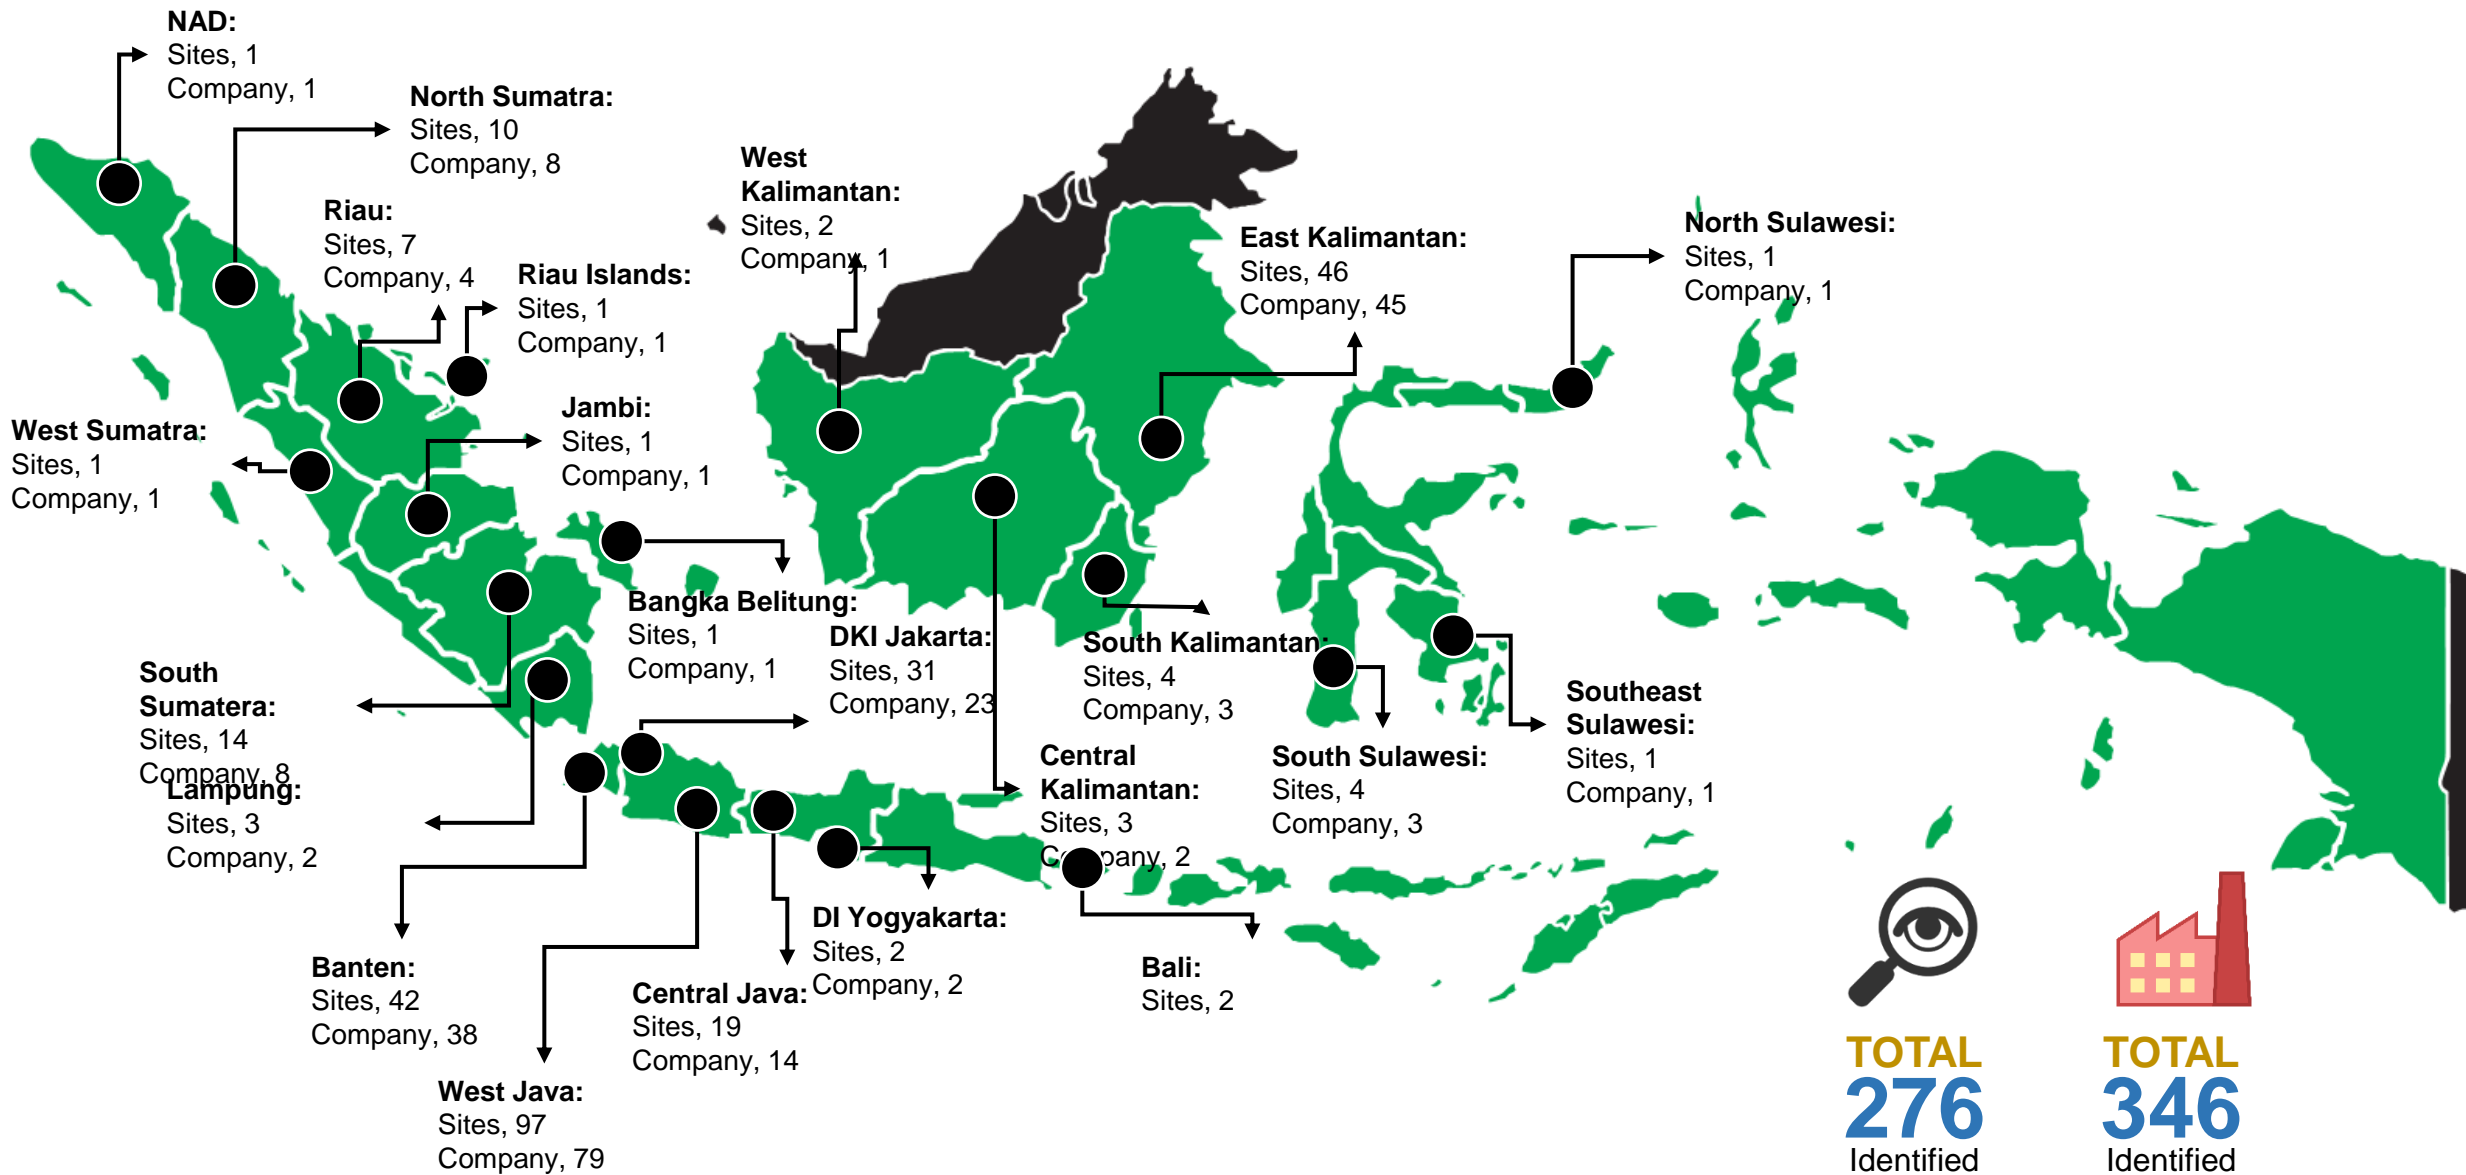 NAD:
Sites, 1
Company, 1
North Sumatra:
Sites, 10
Company, 8
Riau:
Sites, 7
Company, 4
Riau Islands:
Sites, 1
Company, 1
West
Kalimantan:
Sites, 2
Company, 1
East Kalimantan:
Sites, 46
Company, 45
North Sulawesi:
Sites, 1
Company, 1
West Sumatra:
Sites, 1
Company, 1
Jambi:
Sites, 1
Company, 1
Bangka Belitung:
Sites, 1
Company, 1
DKI Jakarta:
Sites, 31
Company, 23
South Kalimantan:
Sites, 4
Company, 3
South
Sumatera:
Sites, 14
Company, 8
Lampung:
Sites, 3
Company, 2
Central
Kalimantan:
Sites, 3
Company, 2
South Sulawesi:
Sites, 4
Company, 3
Southeast
Sulawesi:
Sites, 1
Company, 1
Banten:
Sites, 42
Company, 38
West Java:
Sites, 97
Company, 79
Central Java:
Sites, 19
Company, 14
DI Yogyakarta:
Sites, 2
Company, 2
Bali:
Sites, 2
TOTAL
276
Identified
TOTAL
346
Identified